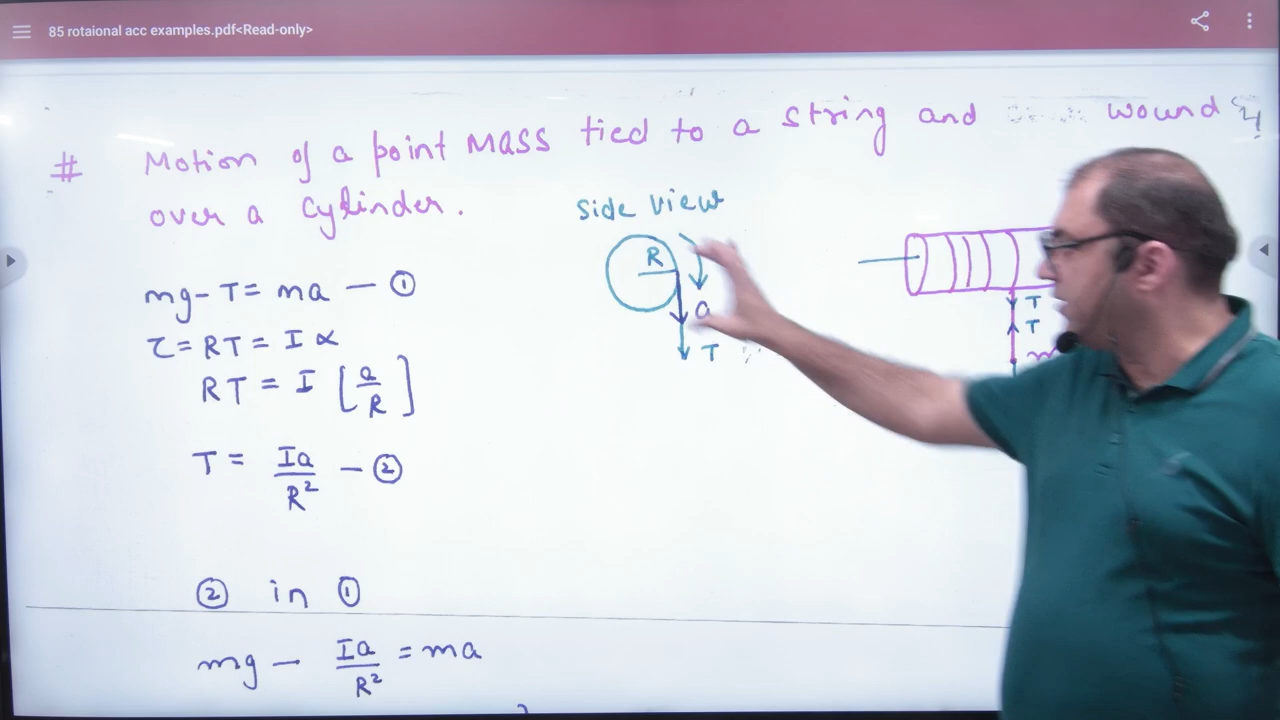 85 rotaional acc examples.pdf<Read-only>
# Motion of a point mass tied to a string and wound
over a cylinder.
side view
R
a
T
T
T
m
mg - T = ma - ①
τ = RT = I α
RT = I [a/R]
T = Ia/R² - ②
② in ①
mg - Ia/R² = ma